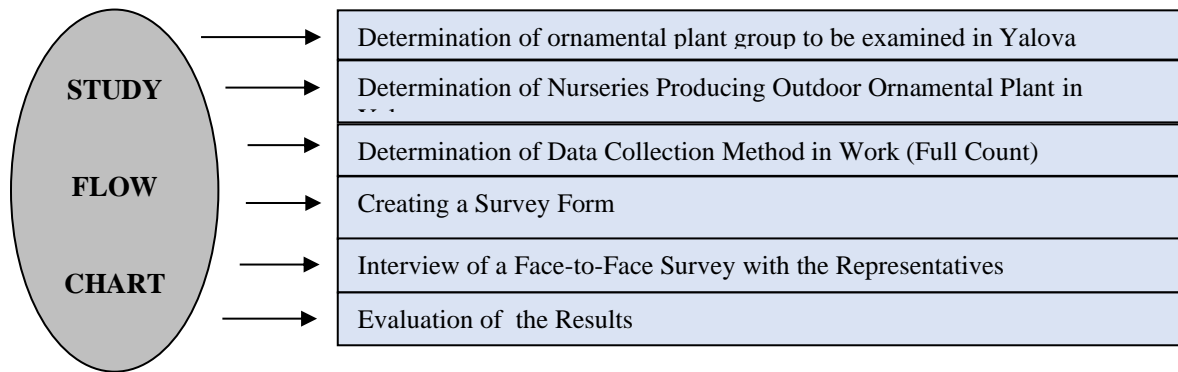 STUDY
FLOW
CHART
Determination of ornamental plant group to be examined in Yalova
Determination of Nurseries Producing Outdoor Ornamental Plant in
Determination of Data Collection Method in Work (Full Count)
Creating a Survey Form
Interview of a Face-to-Face Survey with the Representatives
Evaluation of the Results